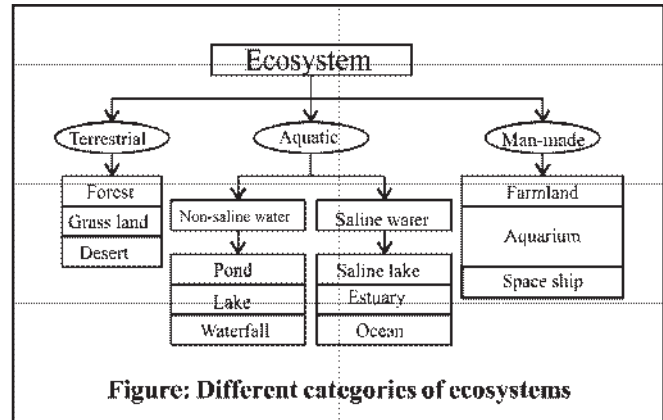 Ecosystem
Terrestrial
Aquatic
Man-made
Forest
Grass land
Desert
Non-saline water
Saline water
Pond
Lake
Waterfall
Saline lake
Estuary
Ocean
Farmland
Aquarium
Space ship
Figure: Different categories of ecosystems